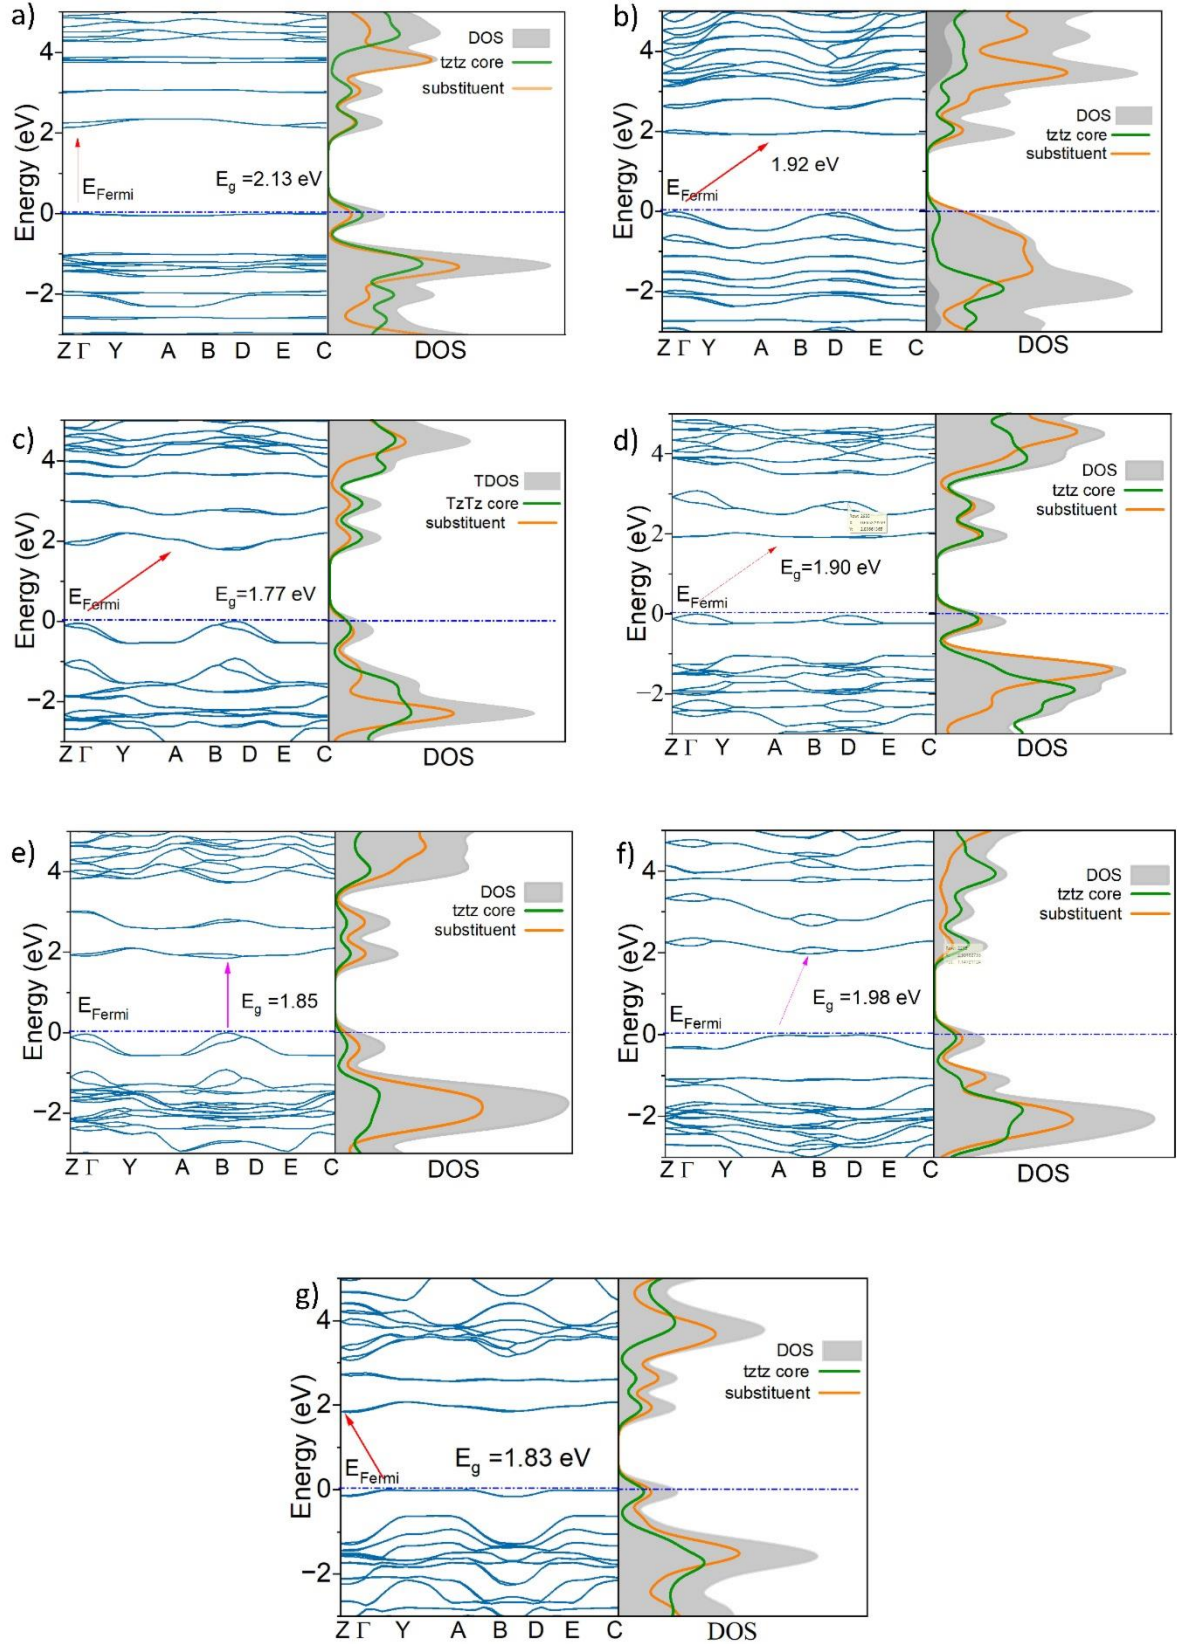 a)
Energy (eV)
4
2
0
−2
E_Fermi
E_g =2.13 eV
DOS
tztz core
substituent
Z Γ Y A B D E C
DOS
b)
Energy (eV)
4
2
0
−2
E_Fermi
1.92 eV
DOS
tztz core
substituent
Z Γ Y A B D E C
DOS
c)
Energy (eV)
4
2
0
−2
E_Fermi
E_g=1.77 eV
TDOS
TzTz core
substituent
Z Γ Y A B D E C
DOS
d)
Energy (eV)
4
2
0
−2
E_Fermi
E_g=1.90 eV
DOS
tztz core
substituent
Z Γ Y A B D E C
DOS
e)
Energy (eV)
4
2
0
−2
E_Fermi
E_g =1.85
DOS
tztz core
substituent
Z Γ Y A B D E C
DOS
f)
Energy (eV)
4
2
0
−2
E_Fermi
E_g =1.98 eV
DOS
tztz core
substituent
Z Γ Y A B D E C
DOS
g)
Energy (eV)
4
2
0
−2
E_Fermi
E_g =1.83 eV
DOS
tztz core
substituent
Z Γ Y A B D E C
DOS